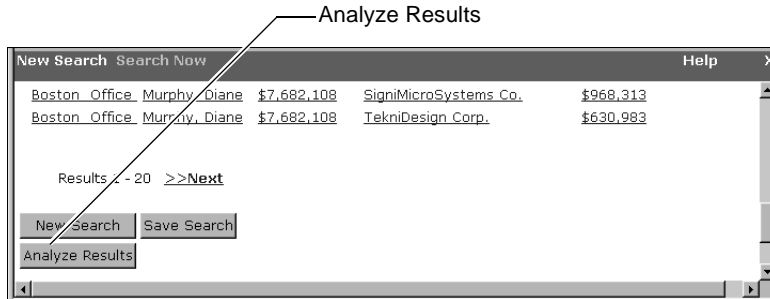 Analyze Results
New Search Search Now Help X
Boston Office Murphy, Diane $7,682,108 SigniMicroSystems Co. $968,313
Boston Office Murphy, Diane $7,682,108 TekniDesign Corp. $630,983
Results 1 - 20 >>Next
New Search Save Search
Analyze Results